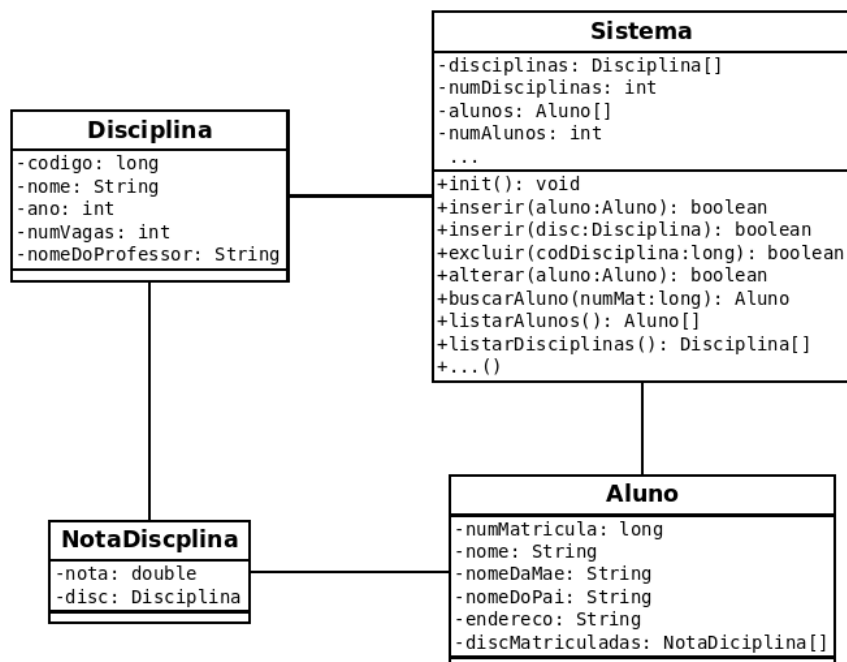 Sistema
-disciplinas: Disciplina[]
-numDisciplinas: int
-alunos: Aluno[]
-numAlunos: int
...
+init(): void
+inserir(aluno:Aluno): boolean
+inserir(disc:Disciplina): boolean
+excluir(codDisciplina:long): boolean
+alterar(aluno:Aluno): boolean
+buscarAluno(numMat:long): Aluno
+listarAlunos(): Aluno[]
+listarDisciplinas(): Disciplina[]
+...()
Disciplina
-codigo: long
-nome: String
-ano: int
-numVagas: int
-nomeDoProfessor: String
NotaDiscplina
-nota: double
-disc: Disciplina
Aluno
-numMatricula: long
-nome: String
-nomeDaMae: String
-nomeDoPai: String
-endereco: String
-discMatriculadas: NotaDiciplina[]